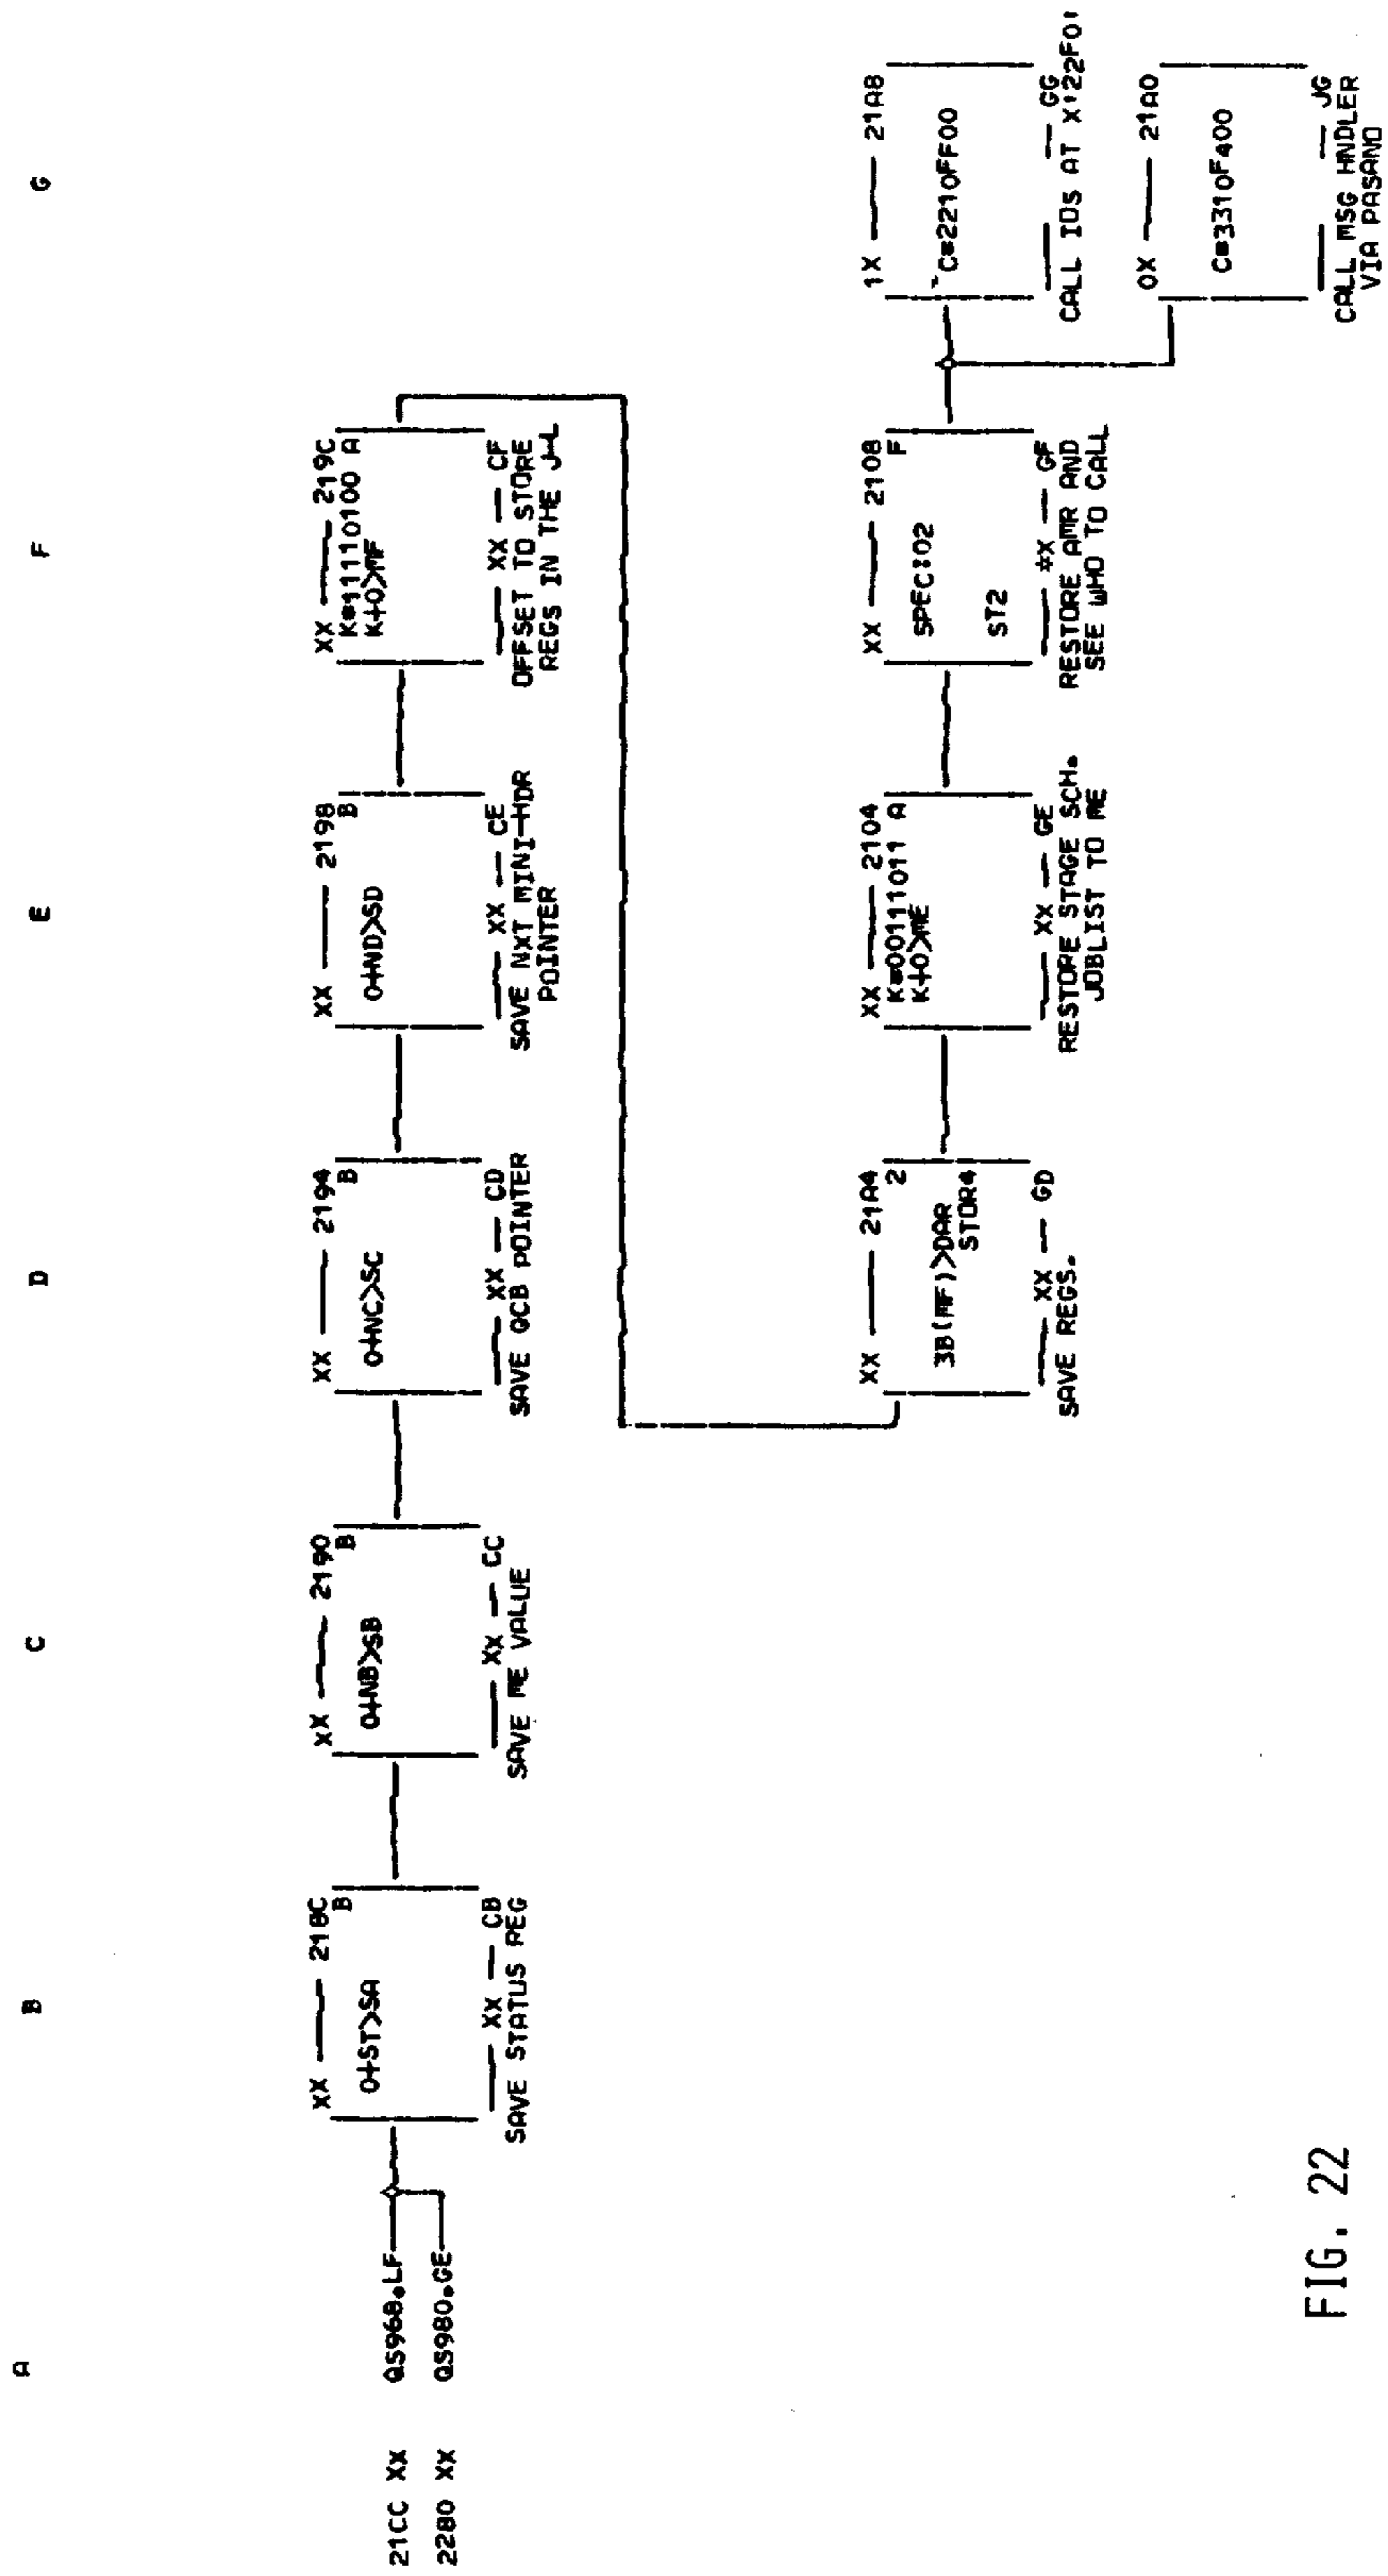 A B C D E F G
21CC XX QS968.LF
2280 XX QS980.GE
XX 218C
B
0+ST>SA
XX CB
SAVE STATUS REG
XX 2190
B
0+NB>SB
XX CC
SAVE ME VALUE
XX 2194
B
0+NC>SC
XX CD
SAVE QCB POINTER
XX 2198
B
0+ND>SD
XX CE
SAVE NXT MINI-HDR
POINTER
XX 219C
K=11110100 A
K+0>MF
XX CF
OFFSET TO STORE
REGS IN THE J-L
XX 21A4
2
3B(MF)>DAR
STOR4
XX GD
SAVE REGS.
XX 2104
K=00111011 A
K+0>ME
XX GE
RESTORE STAGE SCH.
JOBLIST TO ME
XX 2108
F
SPEC:02
ST2
*X GF
RESTORE AMR AND
SEE WHO TO CALL
1X 21A8
C=2210FF00
GG
CALL IDS AT X'22F0'
0X 21A0
C=3310F400
JG
CALL MSG HNDLER
VIA PASAND
FIG. 22